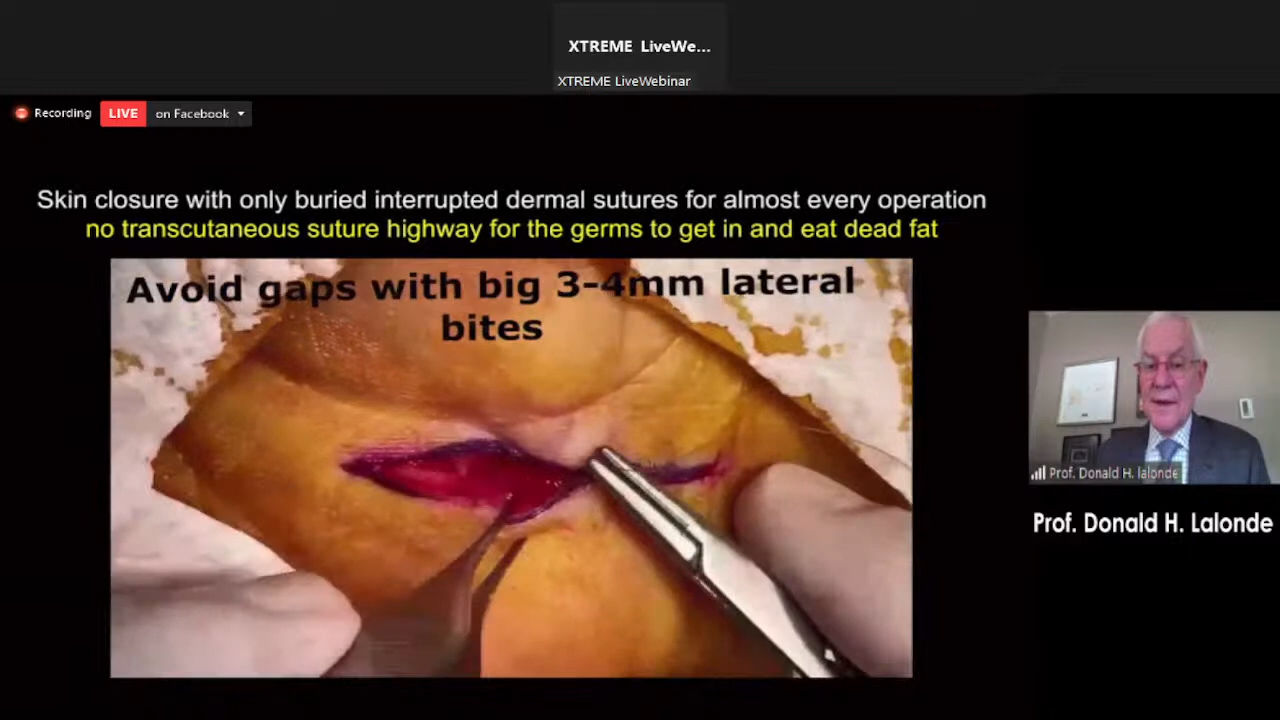 XTREME LiveWe...
XTREME LiveWebinar
Recording
LIVE on Facebook
Skin closure with only buried interrupted dermal sutures for almost every operation
no transcutaneous suture highway for the germs to get in and eat dead fat
Avoid gaps with big 3-4mm lateral
bites
Prof. Donald H. lalonde
Prof. Donald H. Lalonde